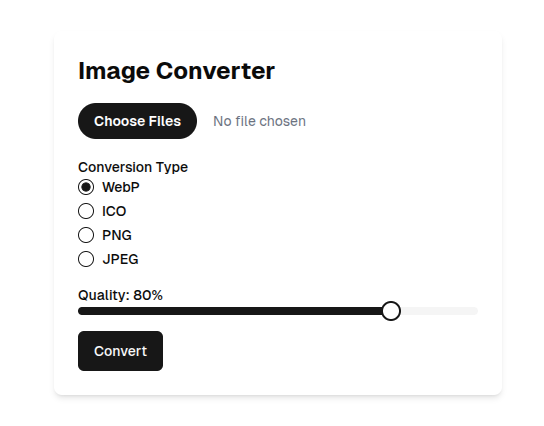 Image Converter
Choose Files No file chosen
Conversion Type
WebP
ICO
PNG
JPEG
Quality: 80%
Convert